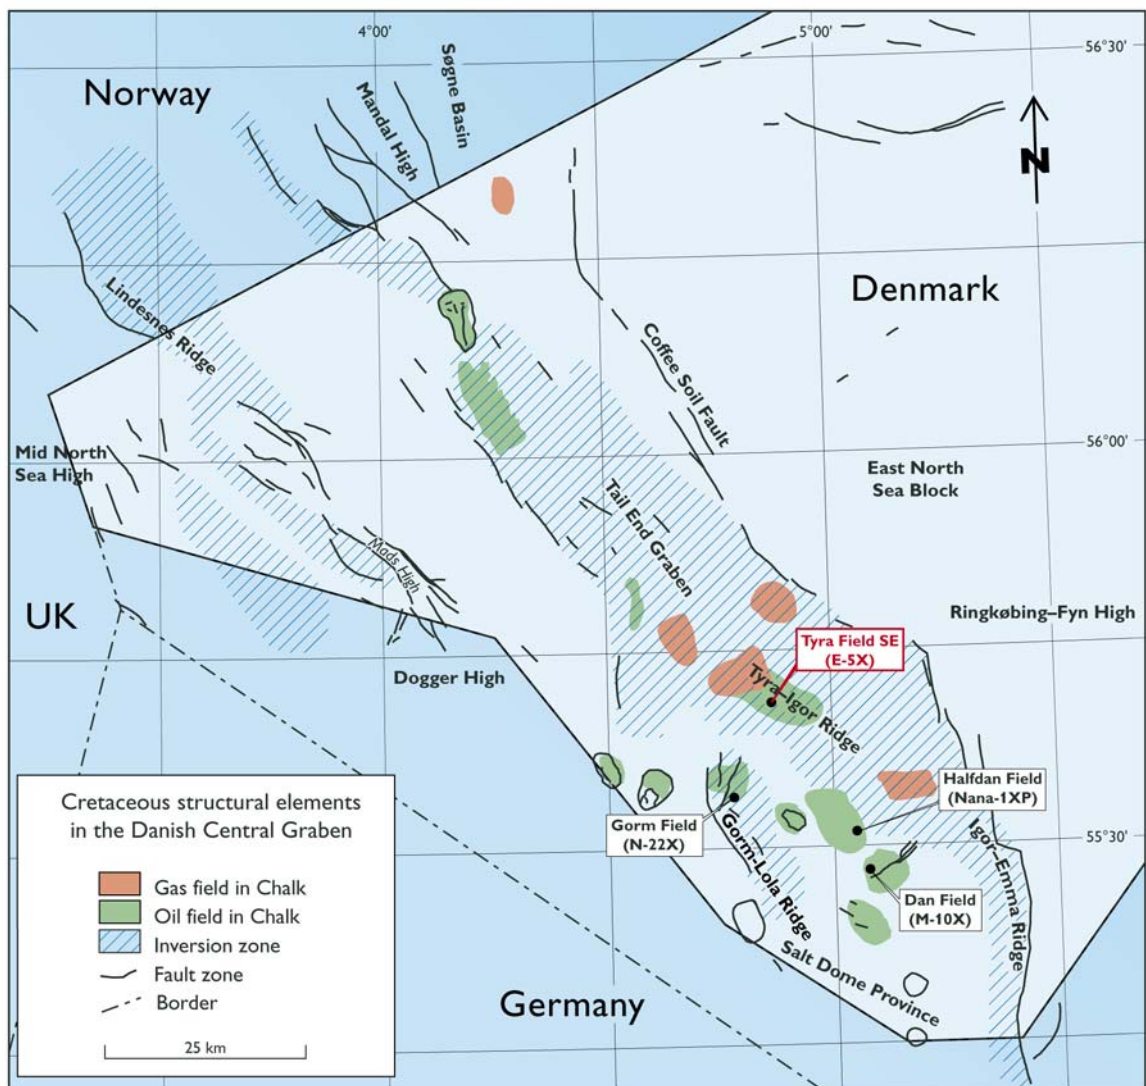 4°00'
5°00'
56°30'
Norway
Søgne Basin
Mandal High
N
Denmark
Lindesnes Ridge
Coffee Soil Fault
Mid North
Sea High
56°00'
East North
Sea Block
Tail End Graben
Mads High
UK
Ringkøbing–Fyn High
Tyra Field SE
(E-5X)
Dogger High
Tyra–Igor Ridge
Halfdan Field
(Nana-1XP)
Gorm Field
(N-22X)
Gorm-Lola Ridge
Igor–Emma Ridge
55°30'
Dan Field
(M-10X)
Salt Dome Province
Germany
Cretaceous structural elements
in the Danish Central Graben
Gas field in Chalk
Oil field in Chalk
Inversion zone
Fault zone
Border
25 km